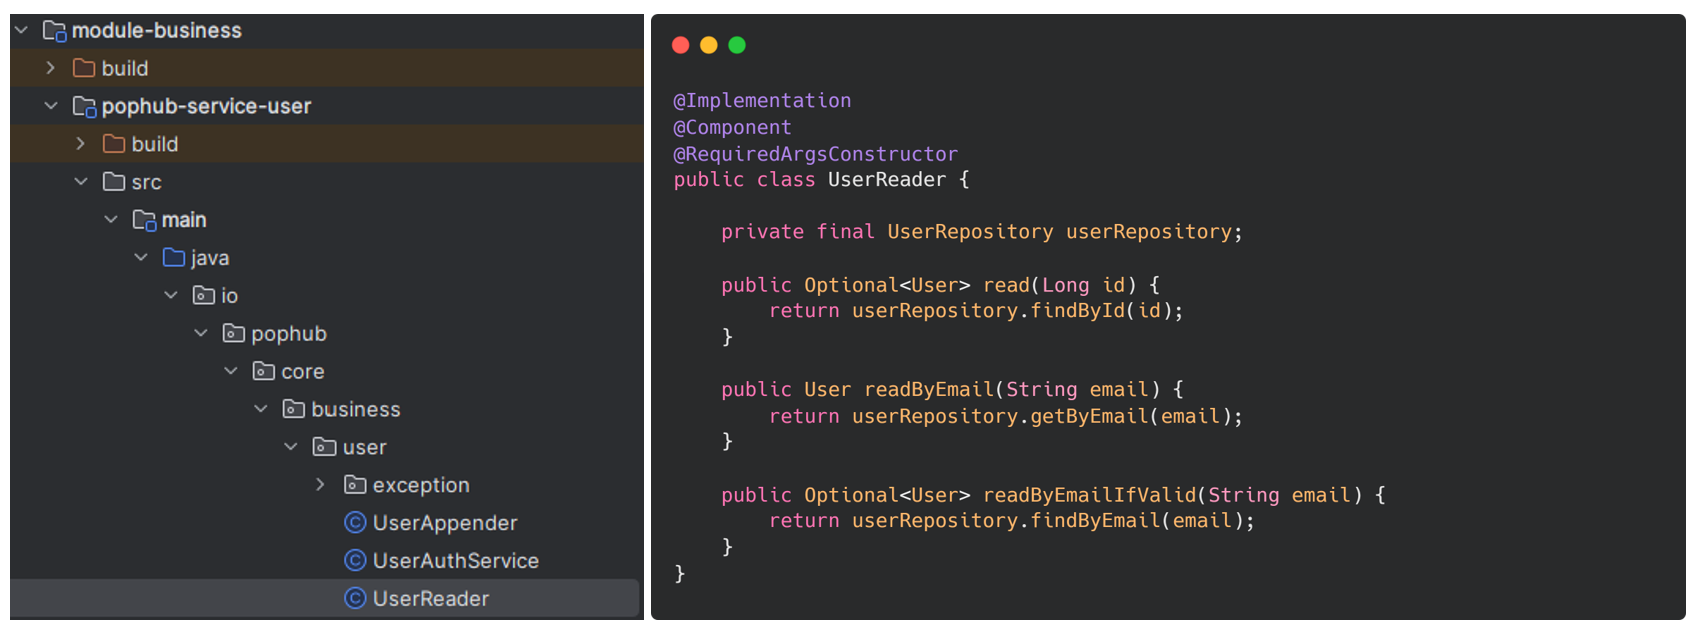 module-business
build
pophub-service-user
build
src
main
java
io
pophub
core
business
user
exception
UserAppender
UserAuthService
UserReader
@Implementation
@Component
@RequiredArgsConstructor
public class UserReader {
    private final UserRepository userRepository;
    public Optional<User> read(Long id) {
        return userRepository.findById(id);
    }
    public User readByEmail(String email) {
        return userRepository.getByEmail(email);
    }
    public Optional<User> readByEmailIfValid(String email) {
        return userRepository.findByEmail(email);
    }
}